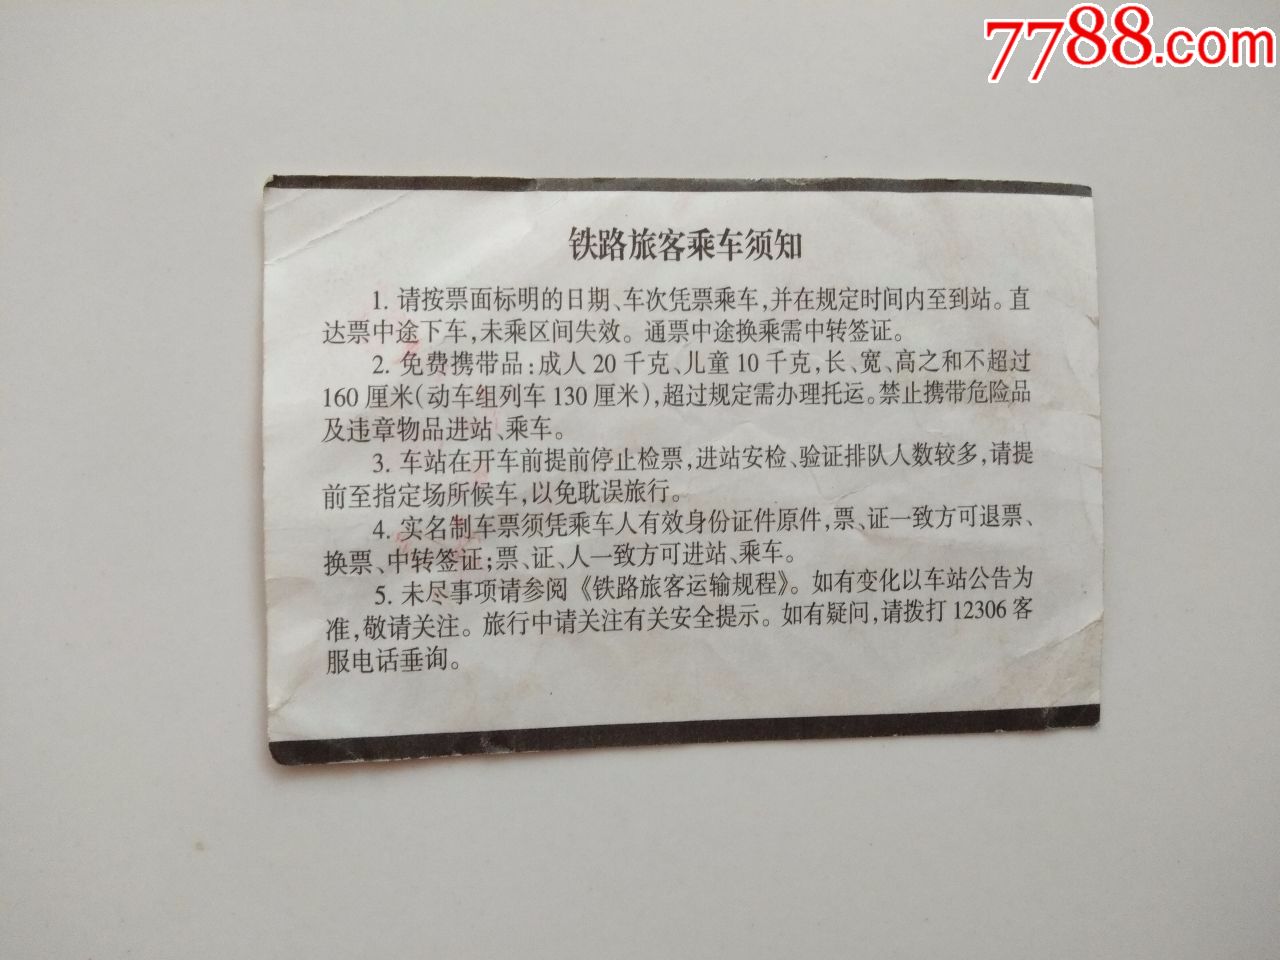 7788.com
铁路旅客乘车须知
1. 请按票面标明的日期、车次凭票乘车，并在规定时间内至到站。直
达票中途下车，未乘区间失效。通票中途换乘需中转签证。
2. 免费携带品：成人 20 千克、儿童 10 千克，长、宽、高之和不超过
160 厘米（动车组列车 130 厘米），超过规定需办理托运。禁止携带危险品
及违章物品进站、乘车。
3. 车站在开车前提前停止检票，进站安检、验证排队人数较多，请提
前至指定场所候车，以免耽误旅行。
4. 实名制车票须凭乘车人有效身份证件原件，票、证一致方可退票、
换票、中转签证；票、证、人一致方可进站、乘车。
5. 未尽事项请参阅《铁路旅客运输规程》。如有变化以车站公告为
准，敬请关注。旅行中请关注有关安全提示。如有疑问，请拨打 12306 客
服电话垂询。